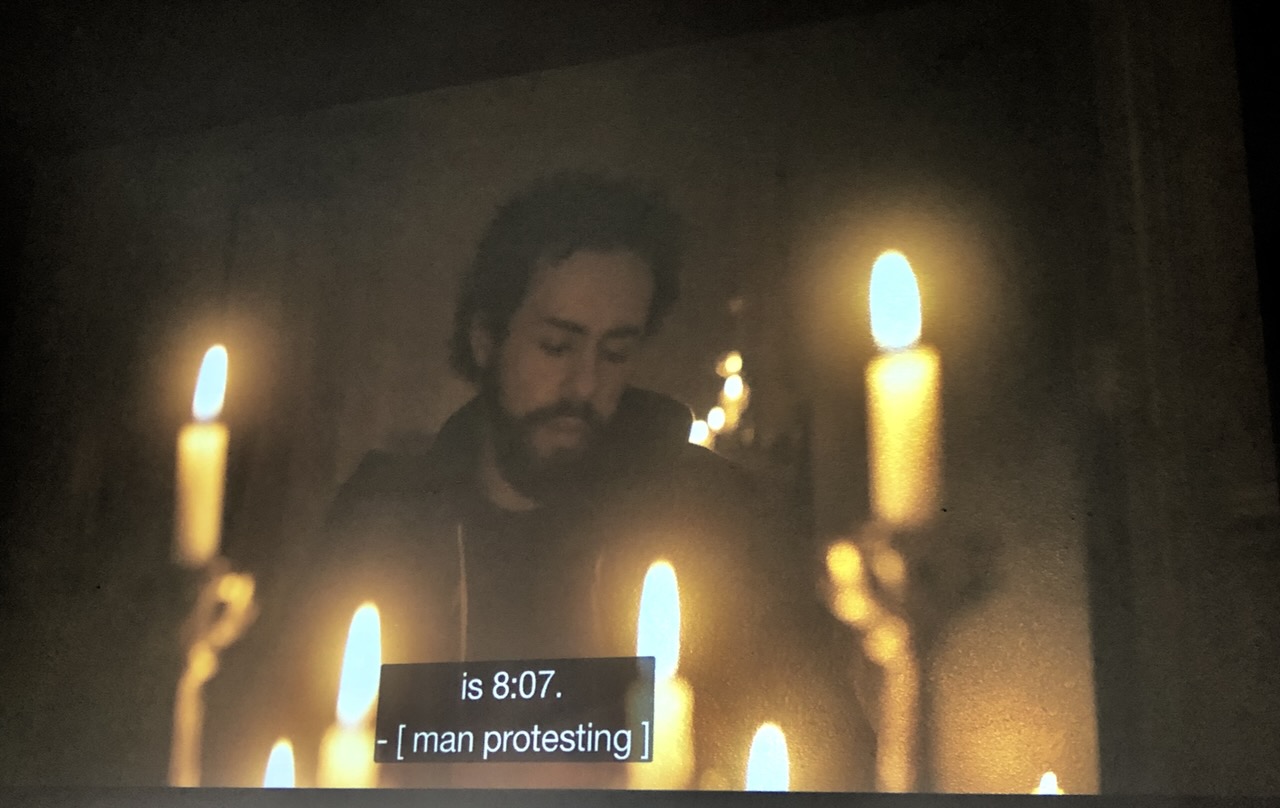 is 8:07.
- [ man protesting ]